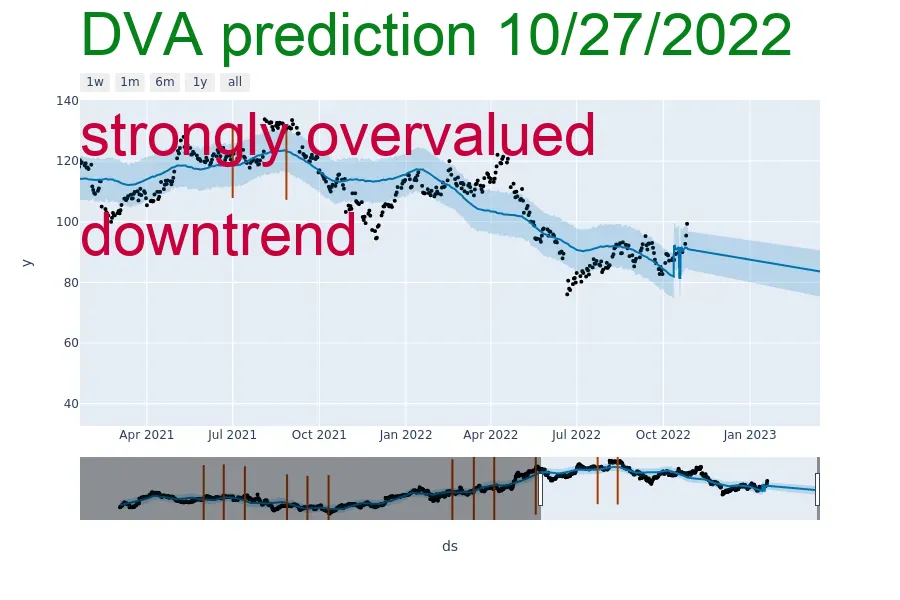 DVA prediction 10/27/2022
1w 1m 6m 1y all
strongly overvalued
downtrend
140
120
100
80
60
40
y
Apr 2021 Jul 2021 Oct 2021 Jan 2022 Apr 2022 Jul 2022 Oct 2022 Jan 2023
ds